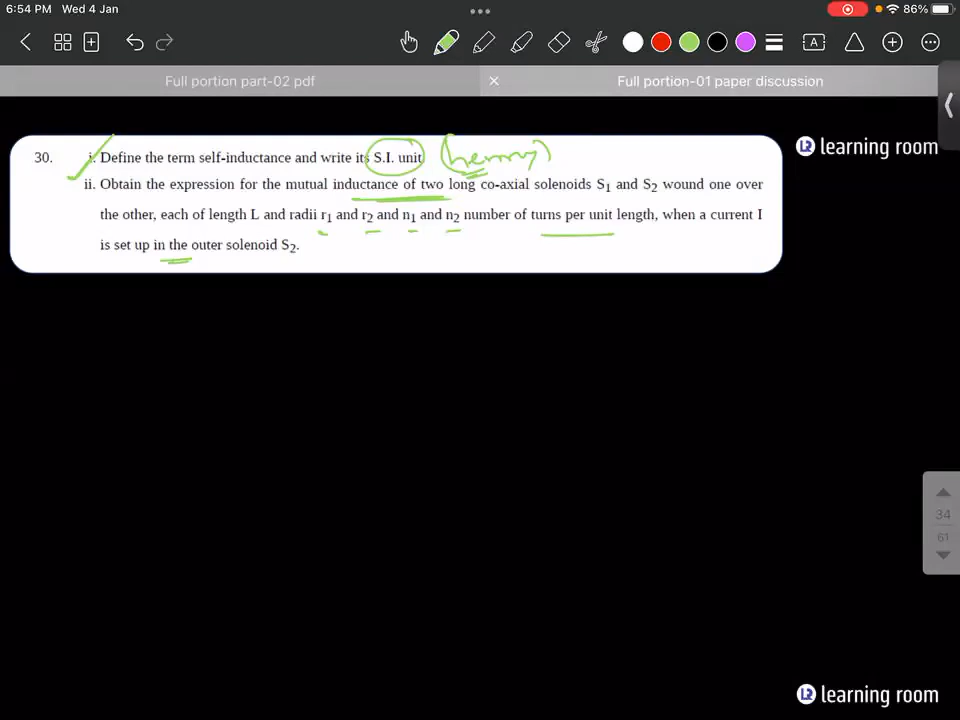 6:54 PM Wed 4 Jan
86%
A
Full portion part-02 pdf
Full portion-01 paper discussion
learning room
30. i. Define the term self-inductance and write its S.I. unit (henry)
ii. Obtain the expression for the mutual inductance of two long co-axial solenoids S1 and S2 wound one over
the other, each of length L and radii r1 and r2 and n1 and n2 number of turns per unit length, when a current I
is set up in the outer solenoid S2.
34
61
learning room